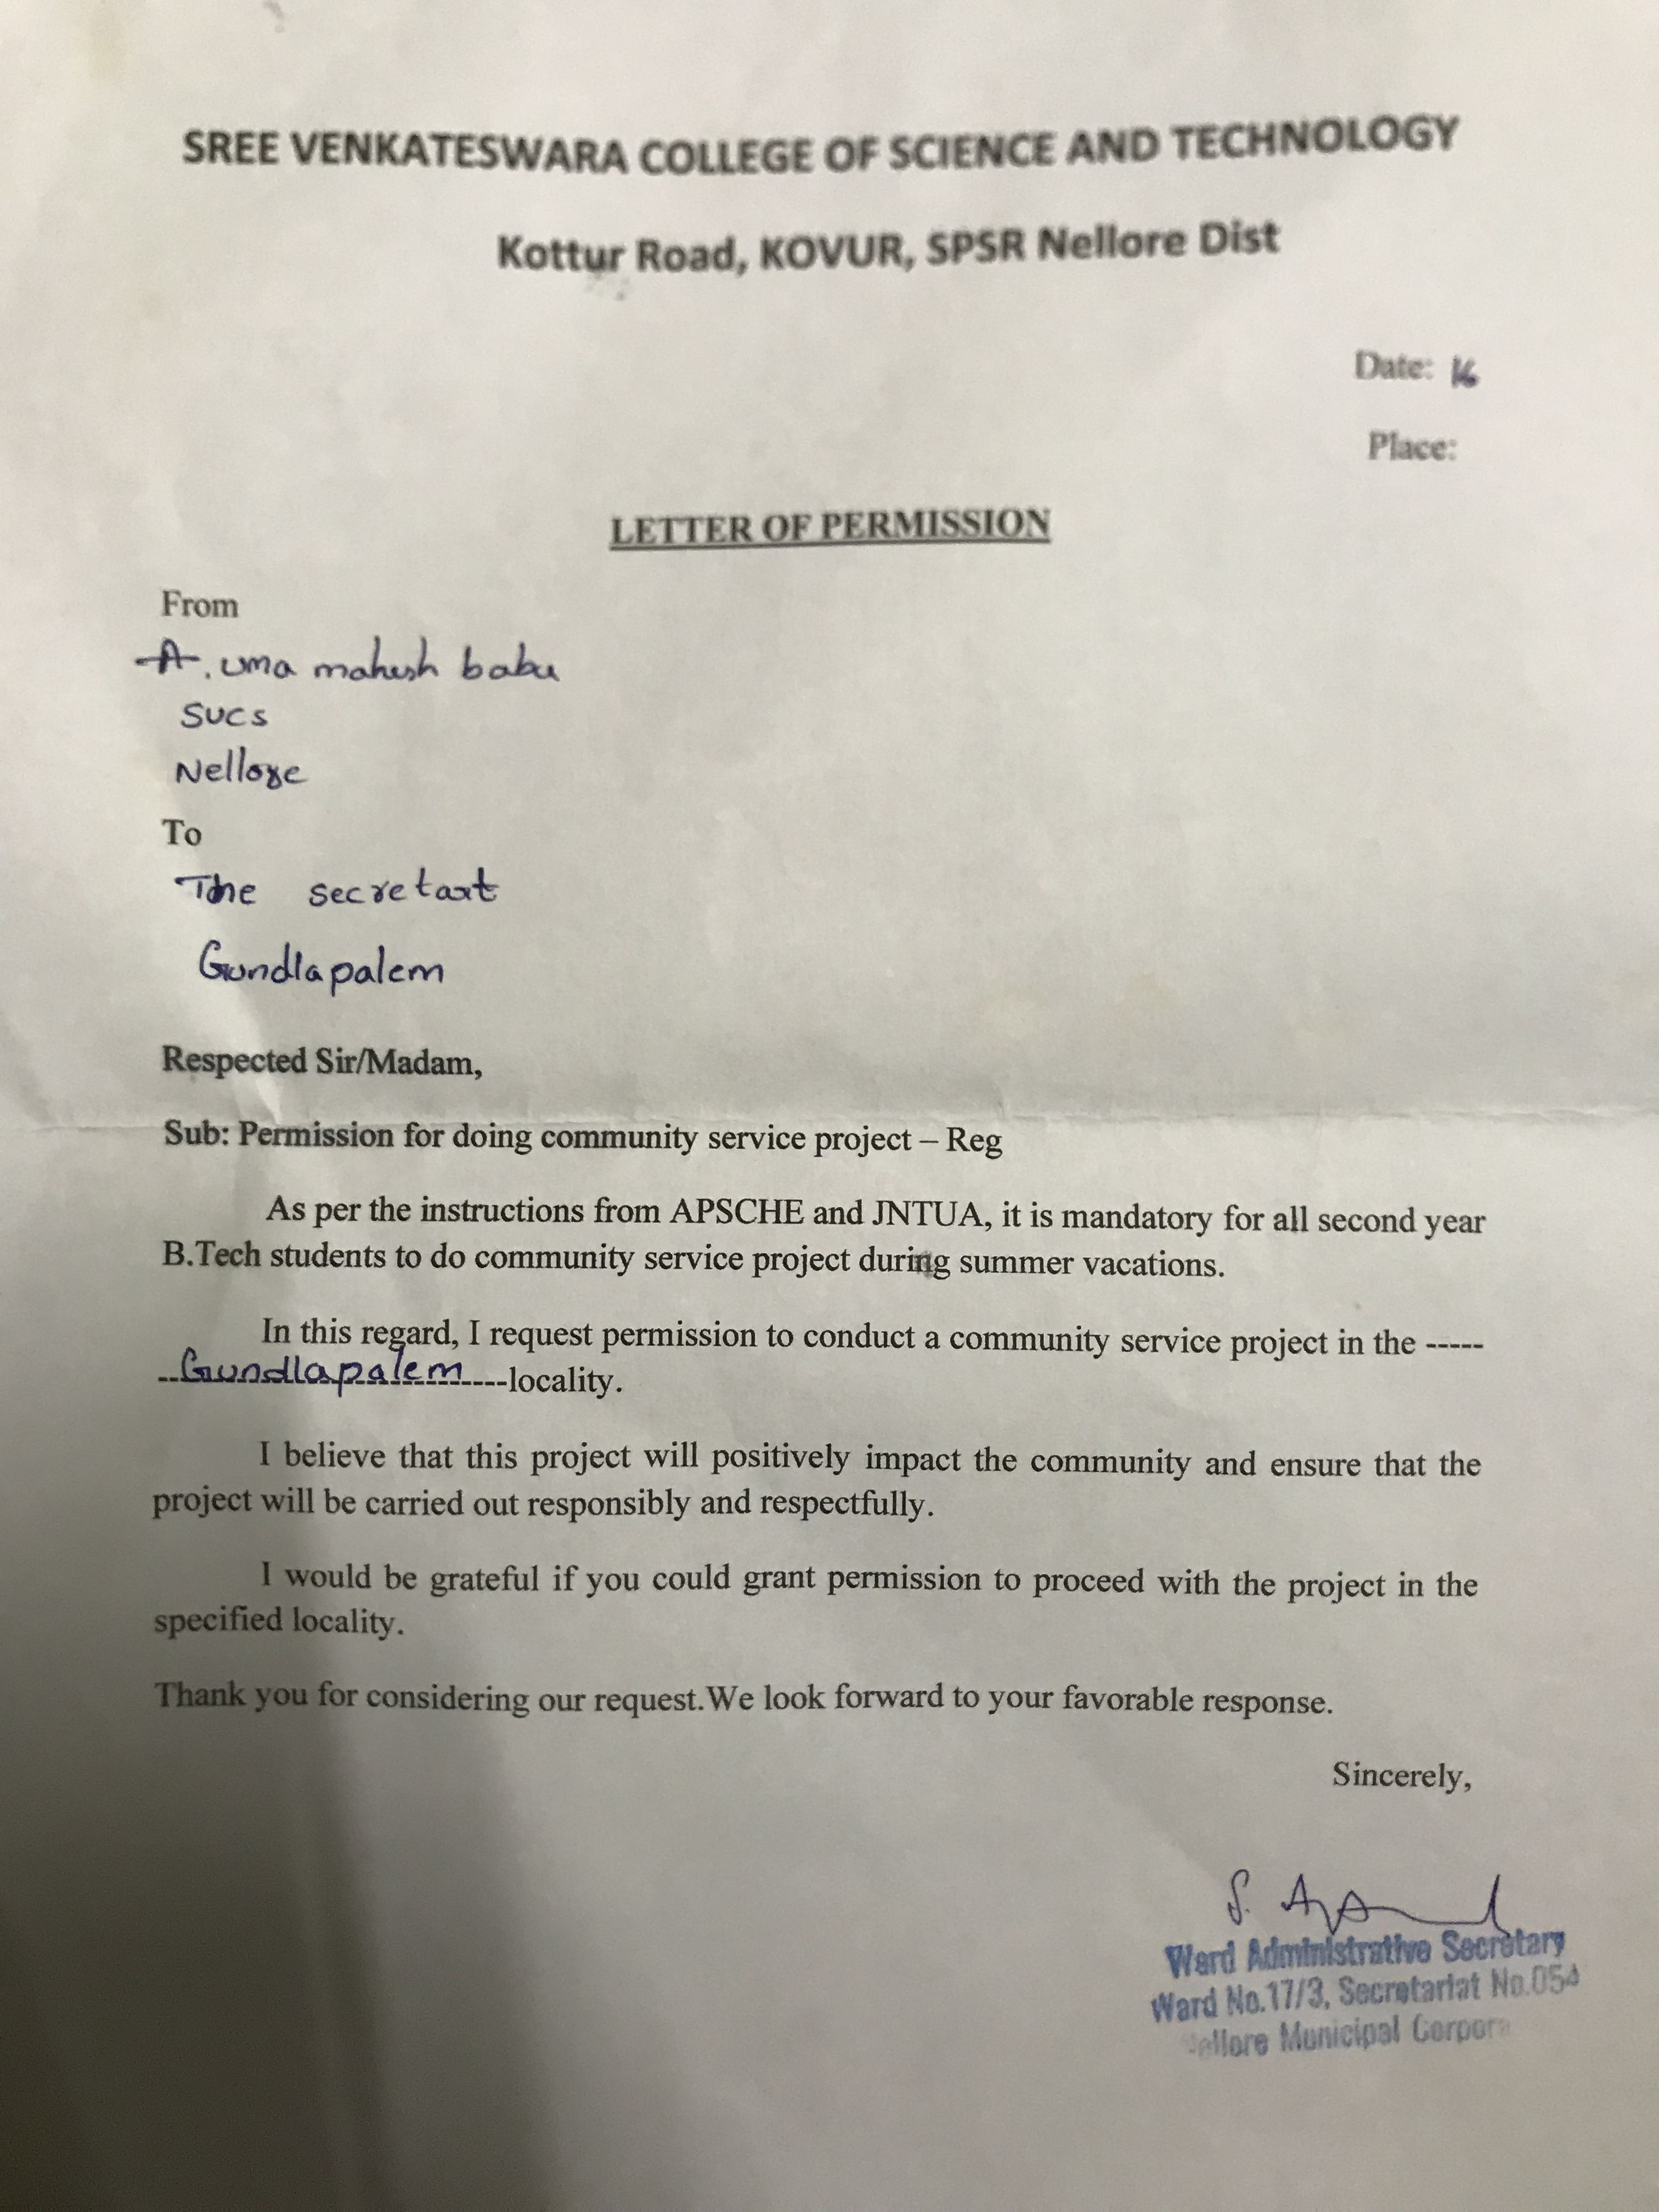 SREE VENKATESWARA COLLEGE OF SCIENCE AND TECHNOLOGY
Kottur Road, KOVUR, SPSR Nellore Dist
Date: 16
Place:
LETTER OF PERMISSION
From
A. uma mahesh babu
SUCS
Nellore
To
The secretart
Gundlapalem
Respected Sir/Madam,
Sub: Permission for doing community service project – Reg
As per the instructions from APSCHE and JNTUA, it is mandatory for all second year
B.Tech students to do community service project during summer vacations.
In this regard, I request permission to conduct a community service project in the -----
--Gundlapalem----locality.
I believe that this project will positively impact the community and ensure that the
project will be carried out responsibly and respectfully.
I would be grateful if you could grant permission to proceed with the project in the
specified locality.
Thank you for considering our request.We look forward to your favorable response.
Sincerely,
S.
Ward Administrative Secretary
Ward No.17/3, Secretariat No.054
Nellore Municipal Corpora